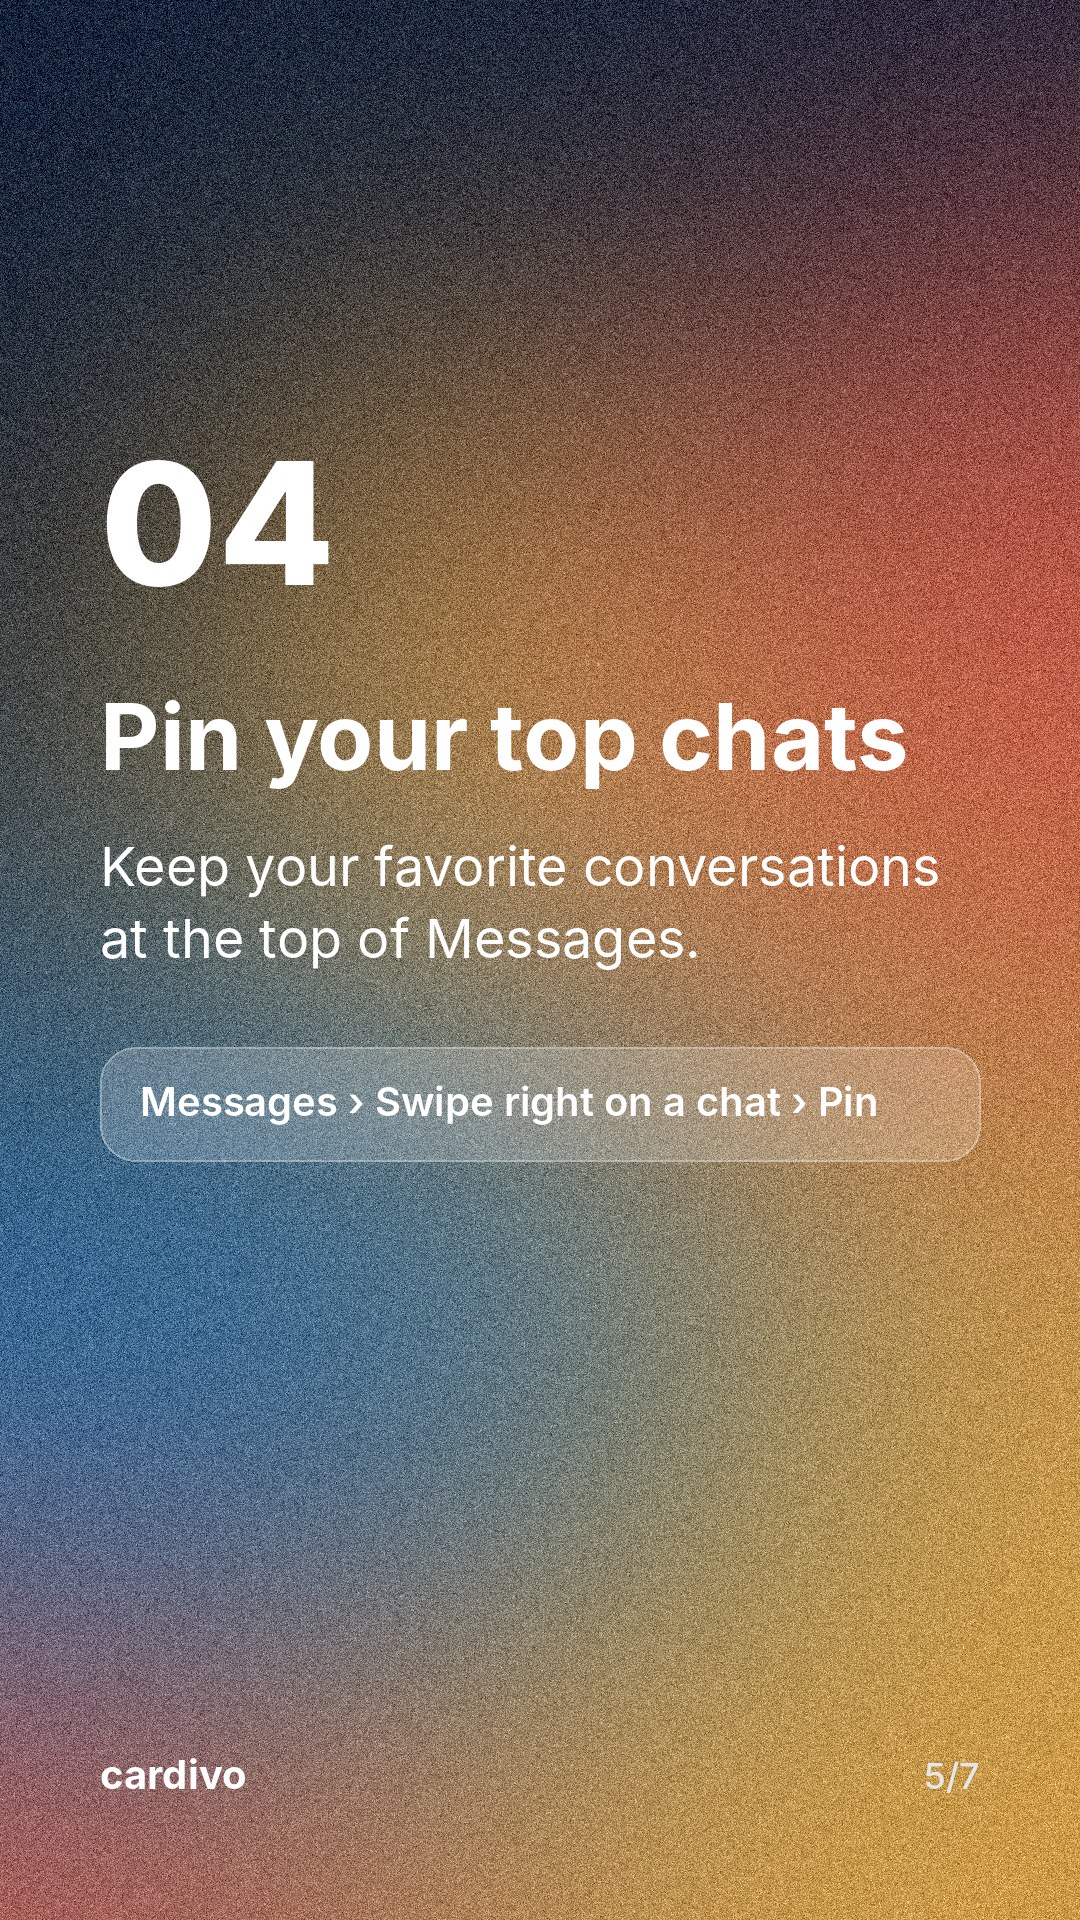 04
Pin your top chats
Keep your favorite conversations
at the top of Messages.
Messages › Swipe right on a chat › Pin
cardivo
5/7